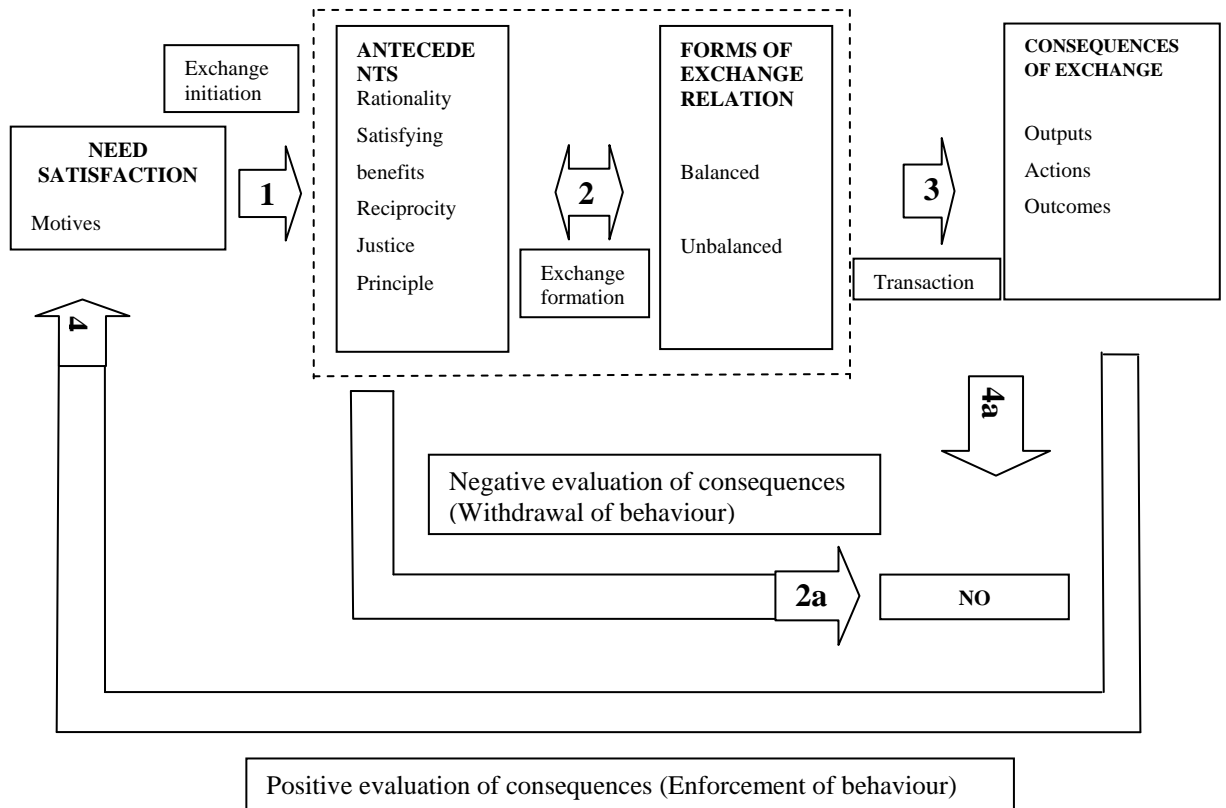 Exchange
initiation
NEED
SATISFACTION
Motives
1
ANTECEDE
NTS
Rationality
Satisfying
benefits
Reciprocity
Justice
Principle
2
Exchange
formation
FORMS OF
EXCHANGE
RELATION
Balanced
Unbalanced
3
Transaction
CONSEQUENCES
OF EXCHANGE
Outputs
Actions
Outcomes
4
4a
Negative evaluation of consequences
(Withdrawal of behaviour)
2a
NO
Positive evaluation of consequences (Enforcement of behaviour)